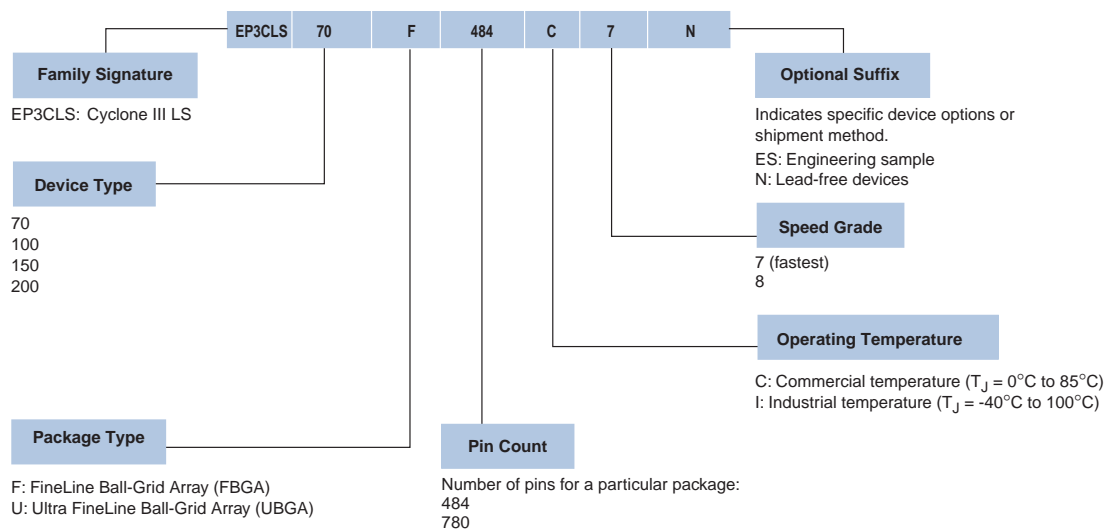 EP3CLS 70 F 484 C 7 N
Family Signature
EP3CLS: Cyclone III LS
Optional Suffix
Indicates specific device options or
shipment method.
ES: Engineering sample
N: Lead-free devices
Device Type
70
100
150
200
Speed Grade
7 (fastest)
8
Operating Temperature
C: Commercial temperature (TJ = 0°C to 85°C)
I: Industrial temperature (TJ = -40°C to 100°C)
Package Type
F: FineLine Ball-Grid Array (FBGA)
U: Ultra FineLine Ball-Grid Array (UBGA)
Pin Count
Number of pins for a particular package:
484
780